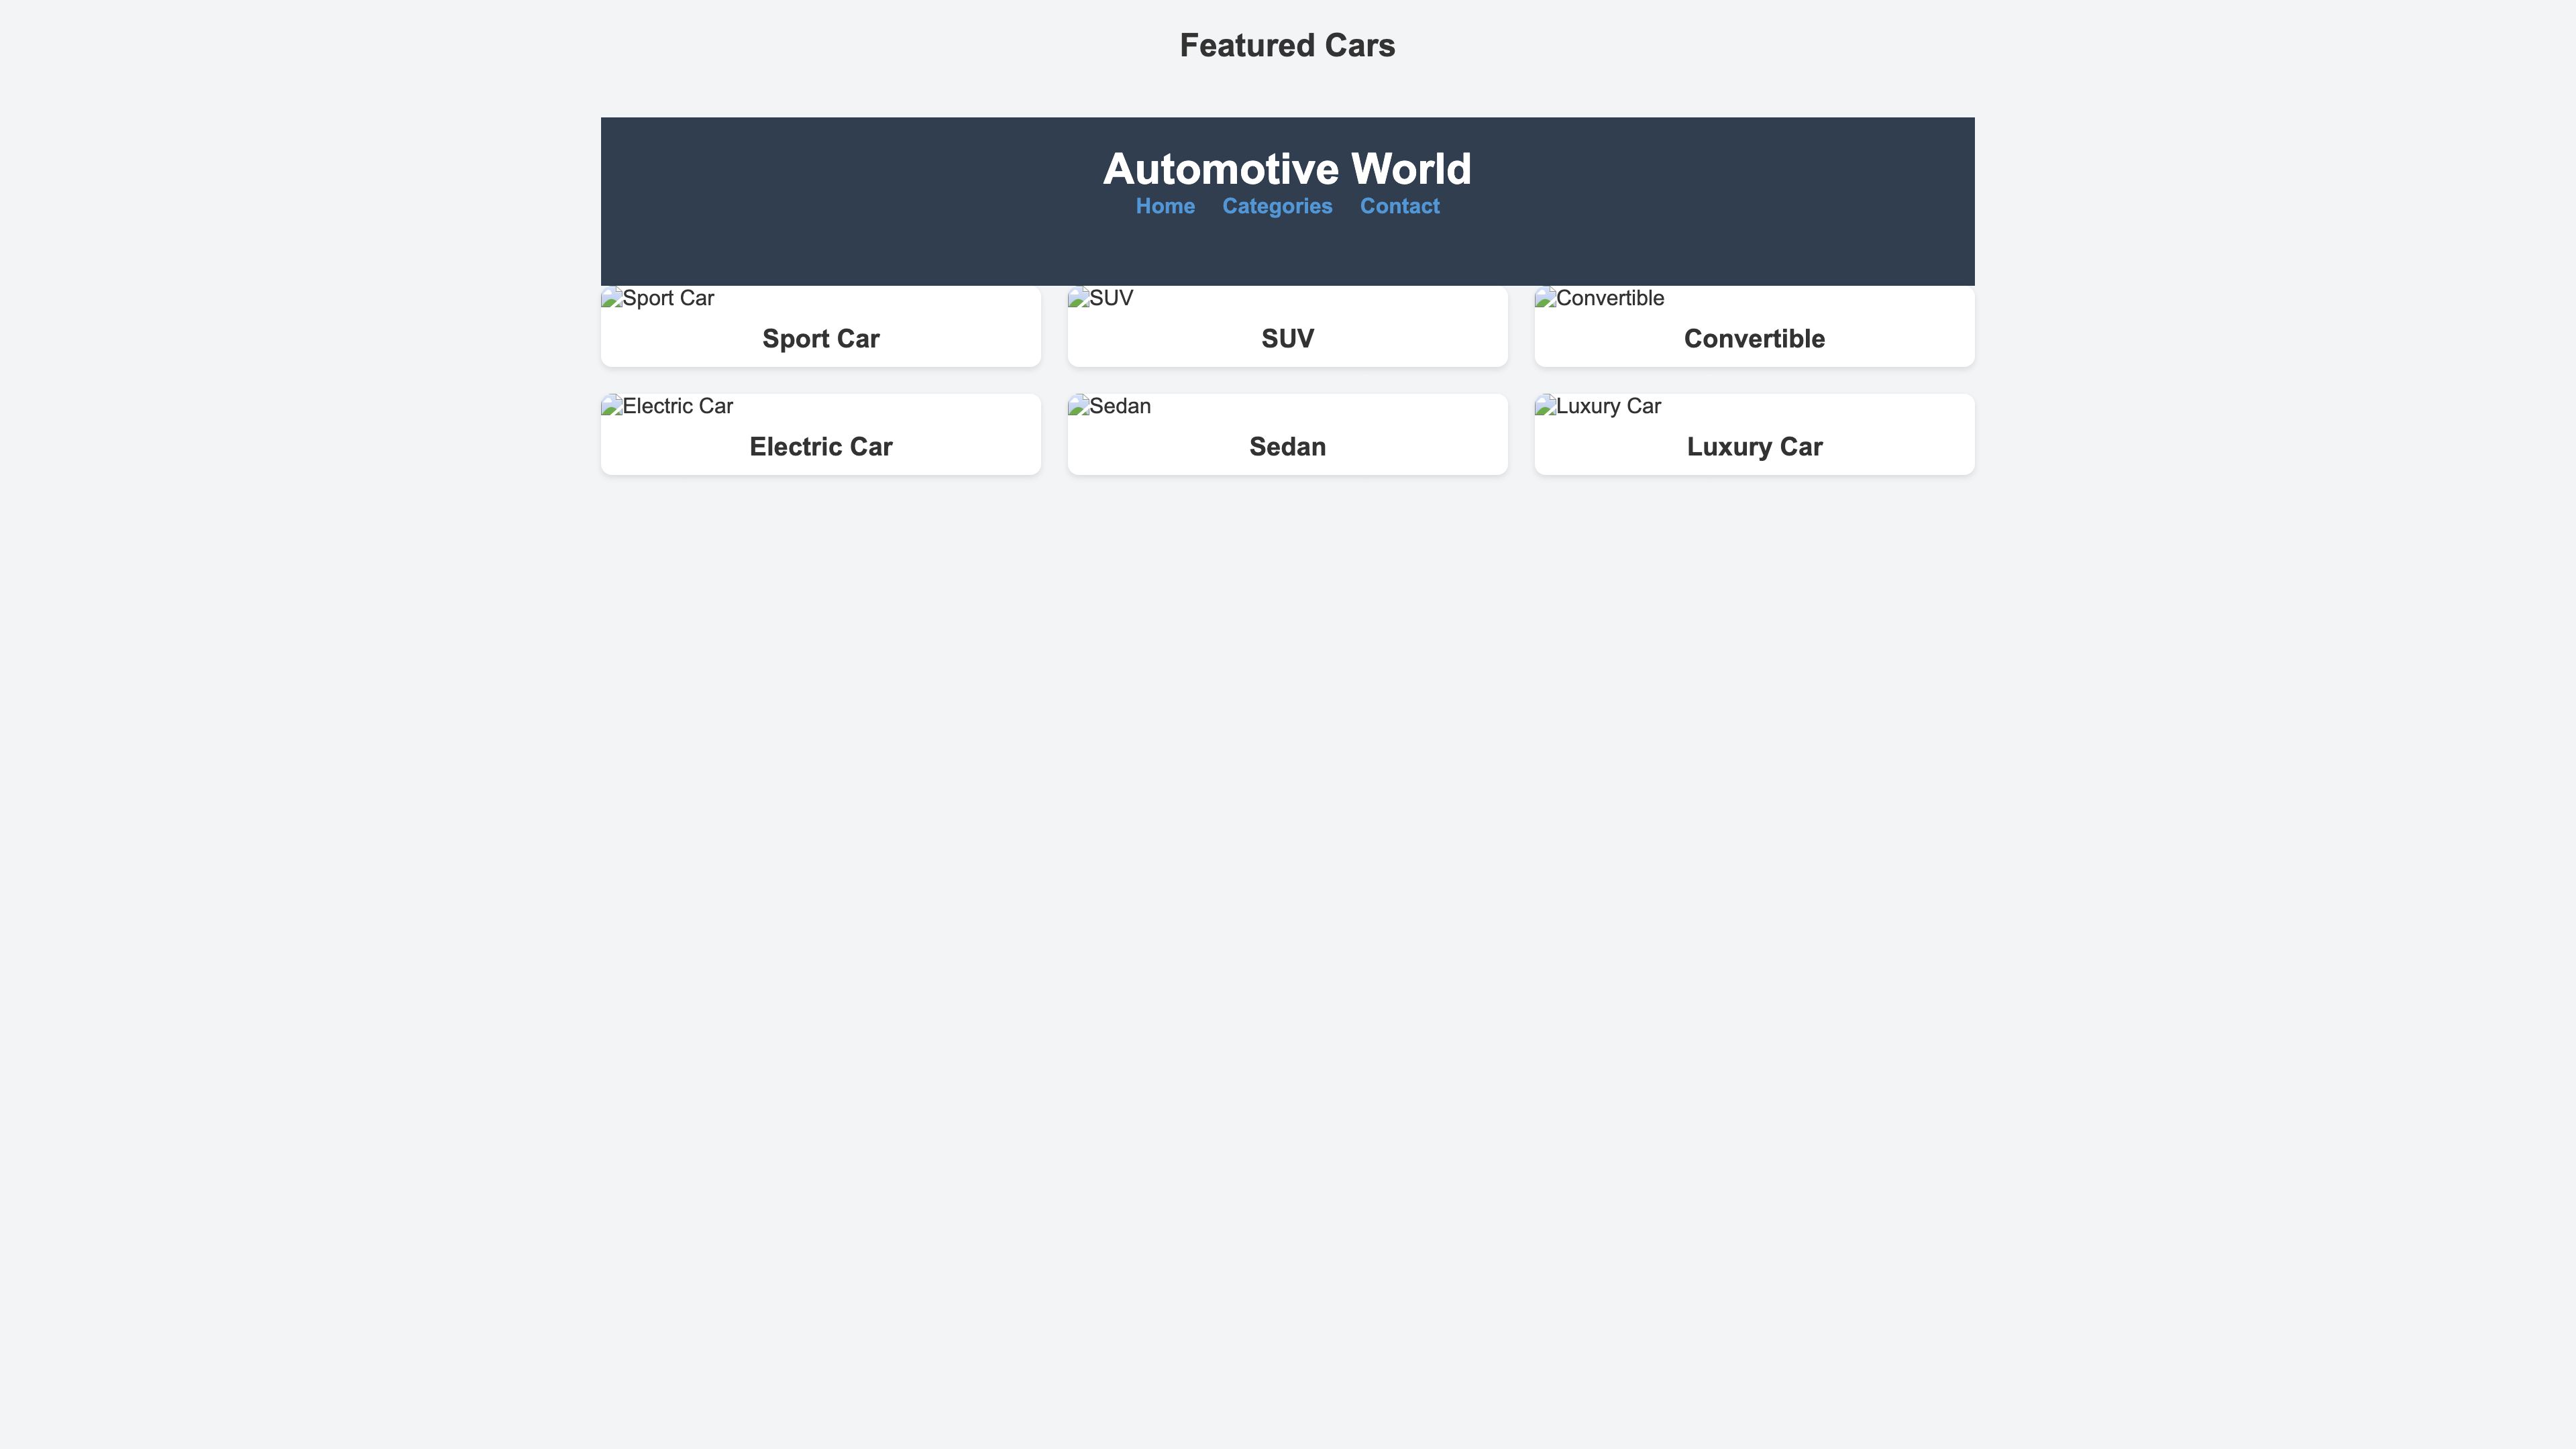 Featured Cars
Automotive World
Home Categories Contact
Sport Car SUV Convertible
Sport Car SUV Convertible
Electric Car Sedan Luxury Car
Electric Car Sedan Luxury Car